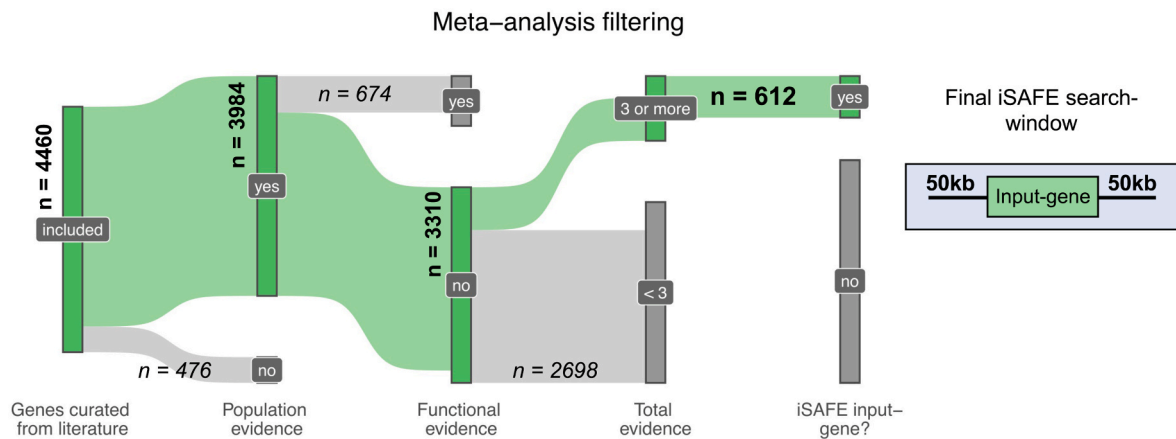 Meta−analysis filtering
n = 4460
included
n = 3984
yes
n = 476
no
n = 674
yes
n = 3310
no
n = 2698
3 or more
< 3
n = 612
yes
no
Genes curated
from literature
Population
evidence
Functional
evidence
Total
evidence
iSAFE input−
gene?
Final iSAFE search-
window
50kb
Input-gene
50kb